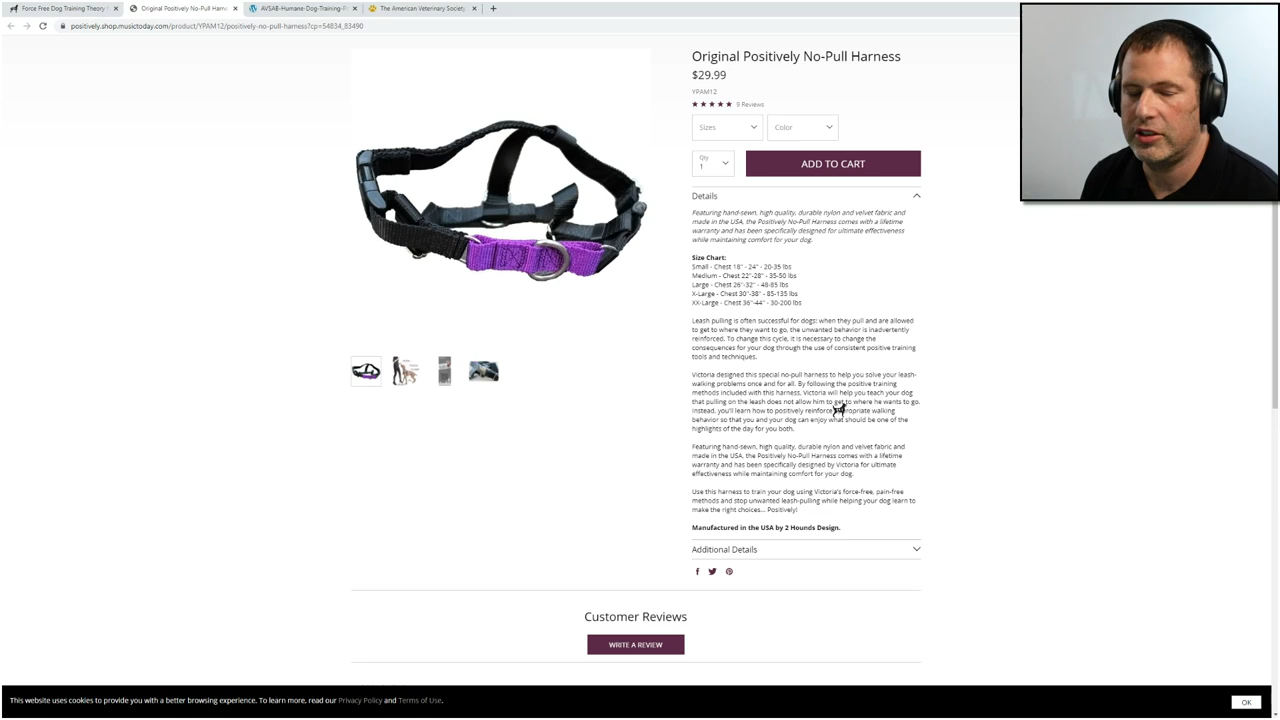 Force Free Dog Training Theory
Original Positively No-Pull Harn
AVSAB-Humane-Dog-Training-P
The American Veterinary Society
positively.shop.musictoday.com/product/YPAM12/positively-no-pull-harness?cp=54834_83490
Original Positively No-Pull Harness
$29.99
YPAM12
9 Reviews
Sizes
Color
Qty
1
ADD TO CART
Details
Featuring hand-sewn, high quality, durable nylon and velvet fabric and
made in the USA, the Positively No-Pull Harness comes with a lifetime
warranty and has been specifically designed for ultimate effectiveness
while maintaining comfort for your dog.
Size Chart:
Small - Chest 18" - 24" - 20-35 lbs
Medium - Chest 22"-28" - 35-50 lbs
Large - Chest 26"-32" - 48-85 lbs
X-Large - Chest 30"-38" - 85-135 lbs
XX-Large - Chest 36"-44" - 30-200 lbs
Leash pulling is often successful for dogs: when they pull and are allowed
to get to where they want to go, the unwanted behavior is inadvertently
reinforced. To change this cycle, it is necessary to change the
consequences for your dog through the use of consistent positive training
tools and techniques.
Victoria designed this special no-pull harness to help you solve your leash-
walking problems once and for all. By following the positive training
methods included with this harness, Victoria will help you teach your dog
that pulling on the leash does not allow him to get to where he wants to go.
Instead, you'll learn how to positively reinforce walking
behavior so that you and your dog can enjoy what should be one of the
highlights of the day for you both.
Featuring hand-sewn, high quality, durable nylon and velvet fabric and
made in the USA, the Positively No-Pull Harness comes with a lifetime
warranty and has been specifically designed by Victoria for ultimate
effectiveness while maintaining comfort for your dog.
Use this harness to train your dog using Victoria's force-free, pain-free
methods and stop unwanted leash-pulling while helping your dog learn to
make the right choices... Positively!
Manufactured in the USA by 2 Hounds Design.
Additional Details
Customer Reviews
WRITE A REVIEW
This website uses cookies to provide you with a better browsing experience. To learn more, read our Privacy Policy and Terms of Use.
OK